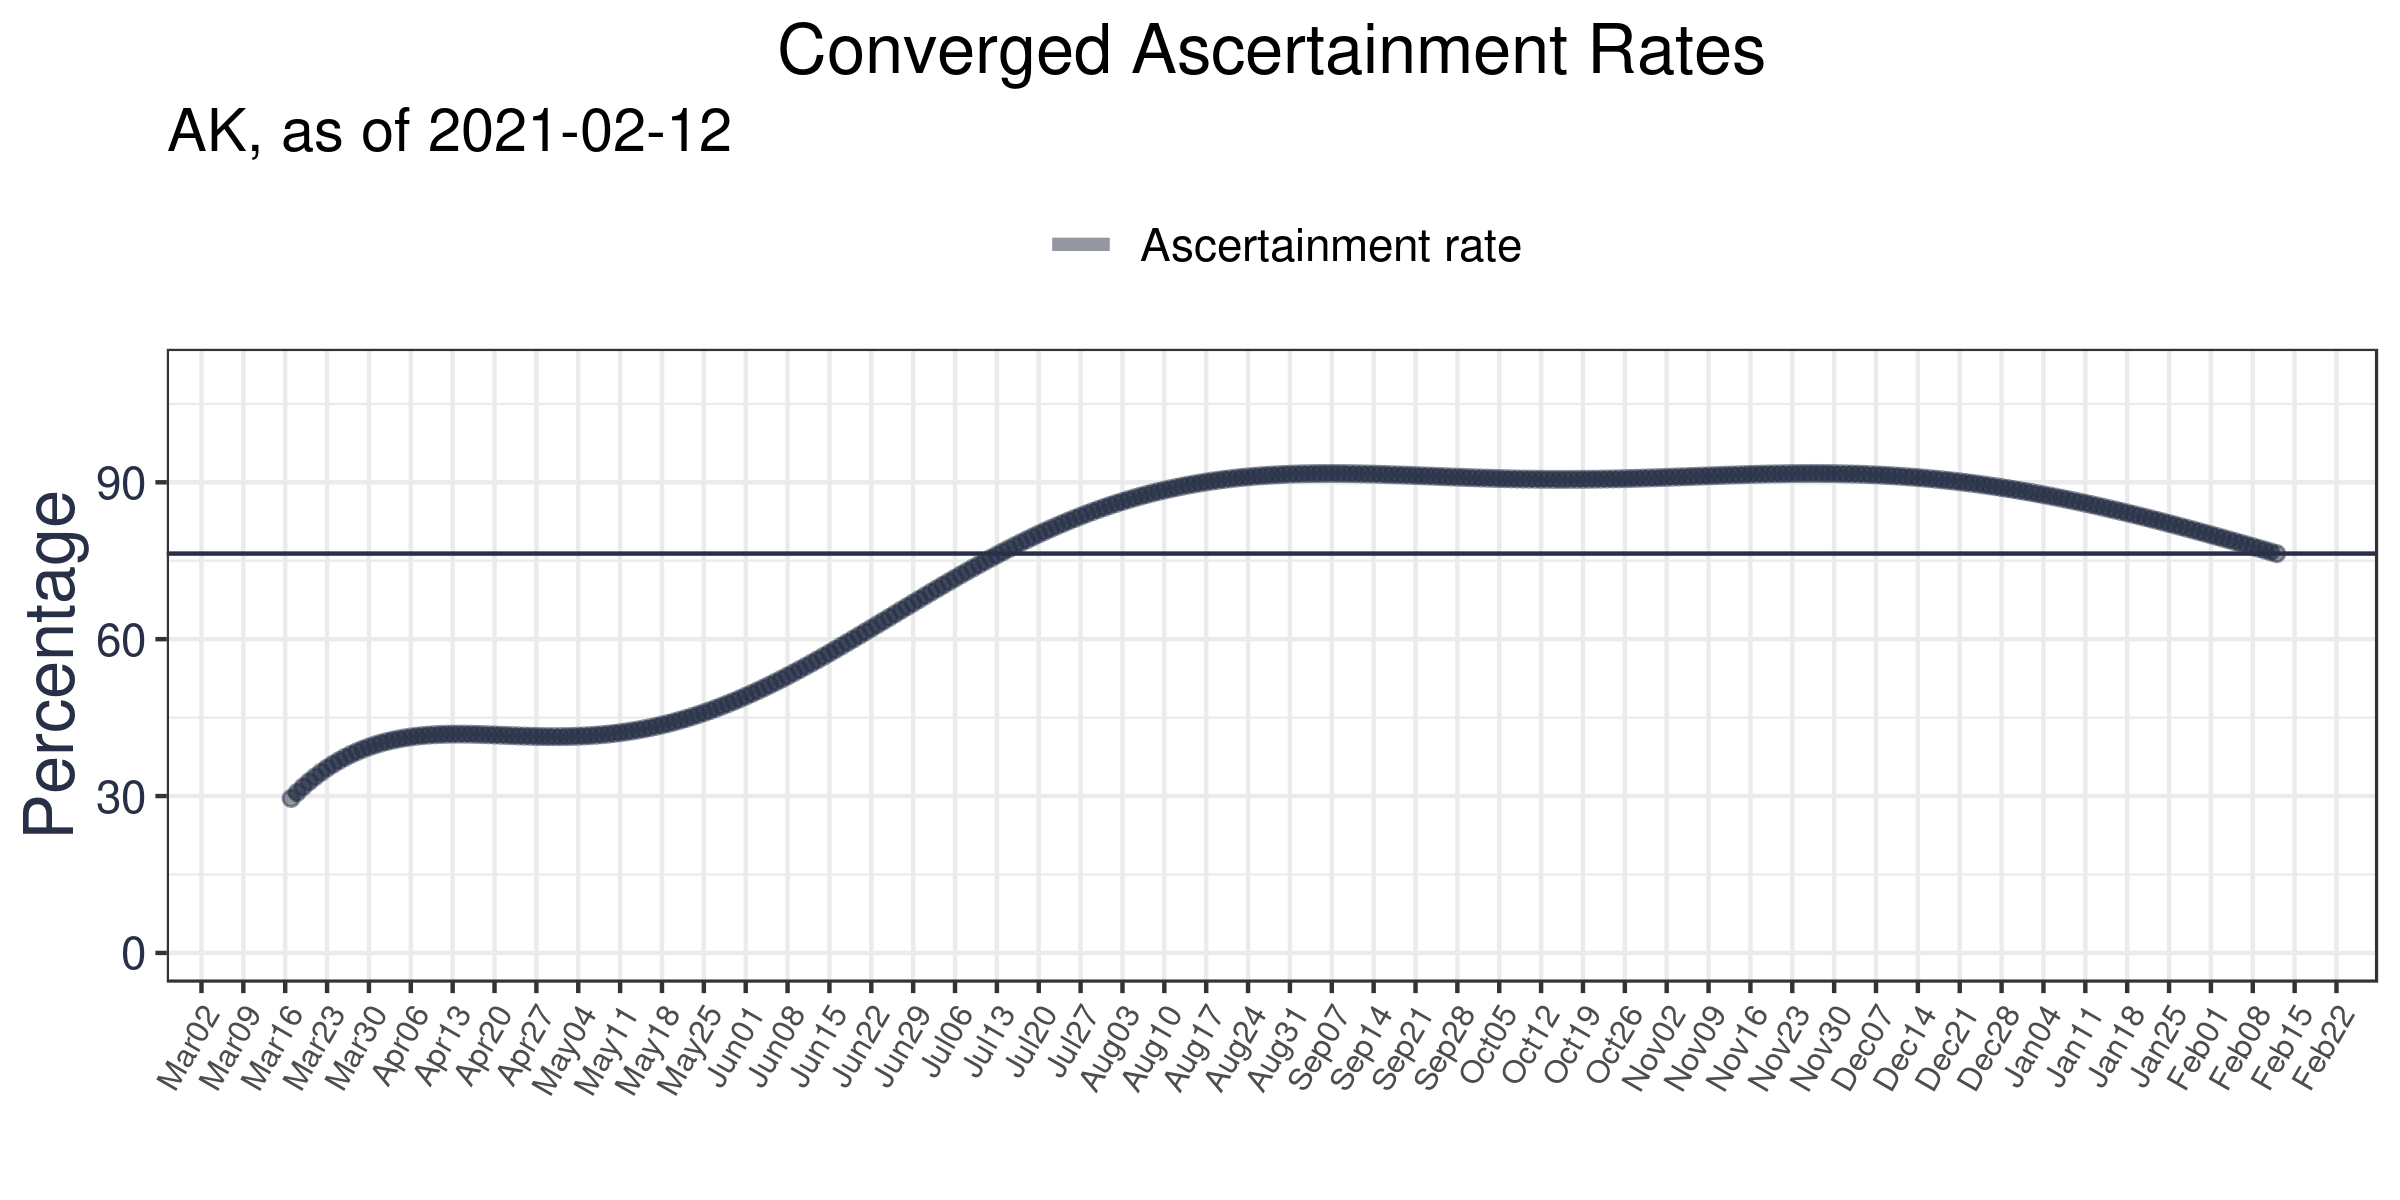 Converged Ascertainment Rates
AK, as of 2021-02-12
Ascertainment rate
Percentage
90
60
30
0
Mar02
Mar09
Mar16
Mar23
Mar30
Apr06
Apr13
Apr20
Apr27
May04
May11
May18
May25
Jun01
Jun08
Jun15
Jun22
Jun29
Jul06
Jul13
Jul20
Jul27
Aug03
Aug10
Aug17
Aug24
Aug31
Sep07
Sep14
Sep21
Sep28
Oct05
Oct12
Oct19
Oct26
Nov02
Nov09
Nov16
Nov23
Nov30
Dec07
Dec14
Dec21
Dec28
Jan04
Jan11
Jan18
Jan25
Feb01
Feb08
Feb15
Feb22